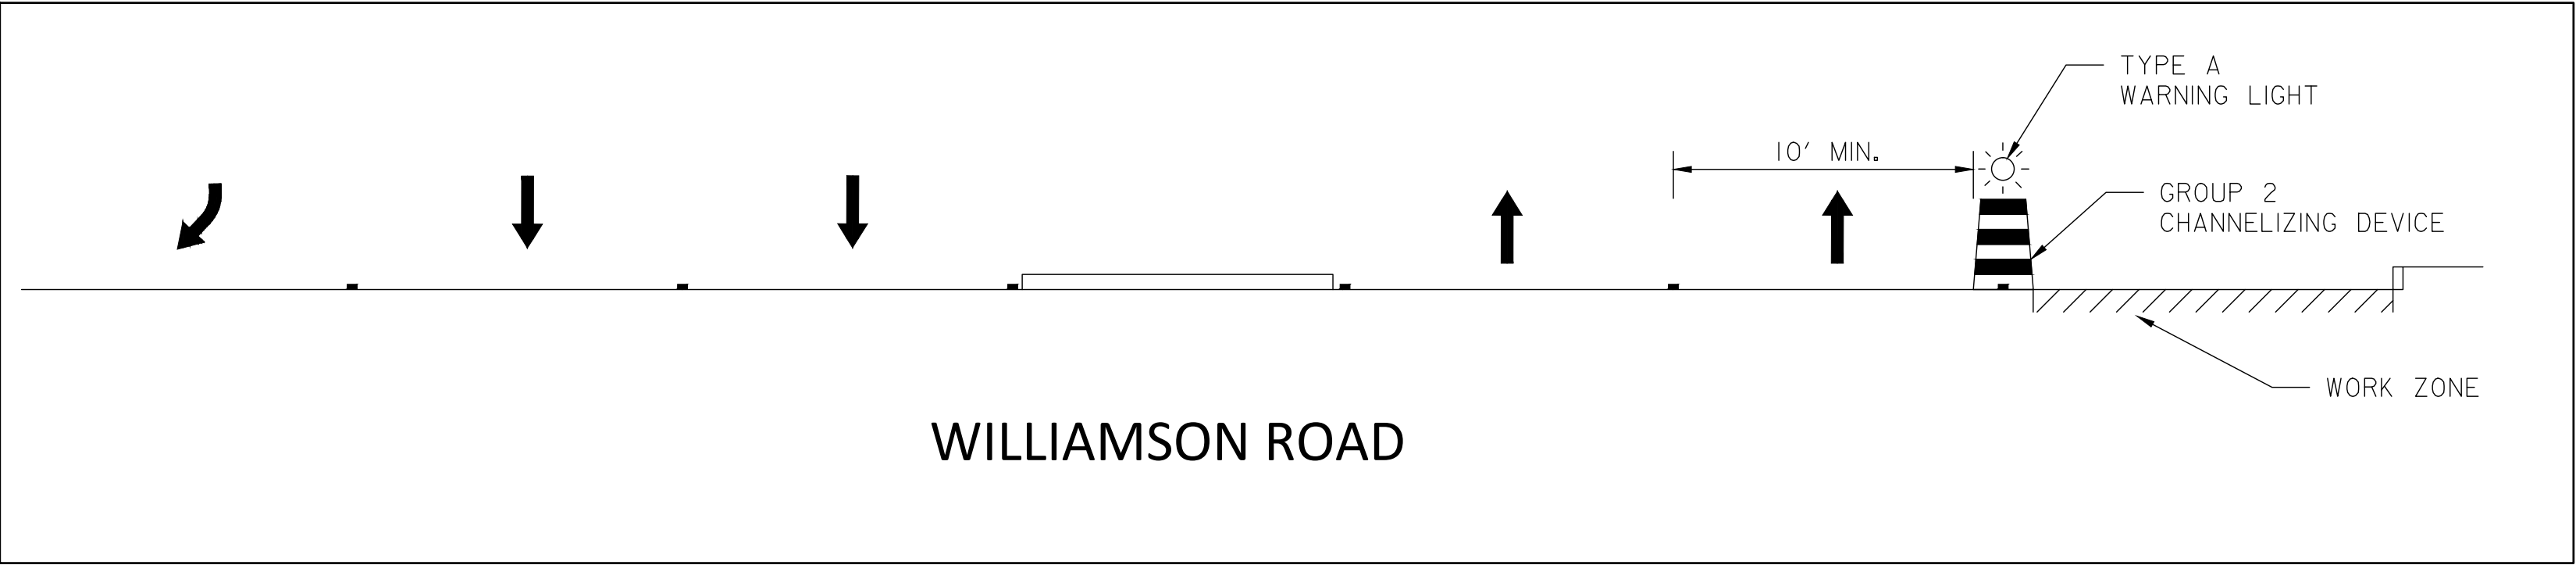 TYPE A
WARNING LIGHT
10' MIN.
GROUP 2
CHANNELIZING DEVICE
WORK ZONE
WILLIAMSON ROAD